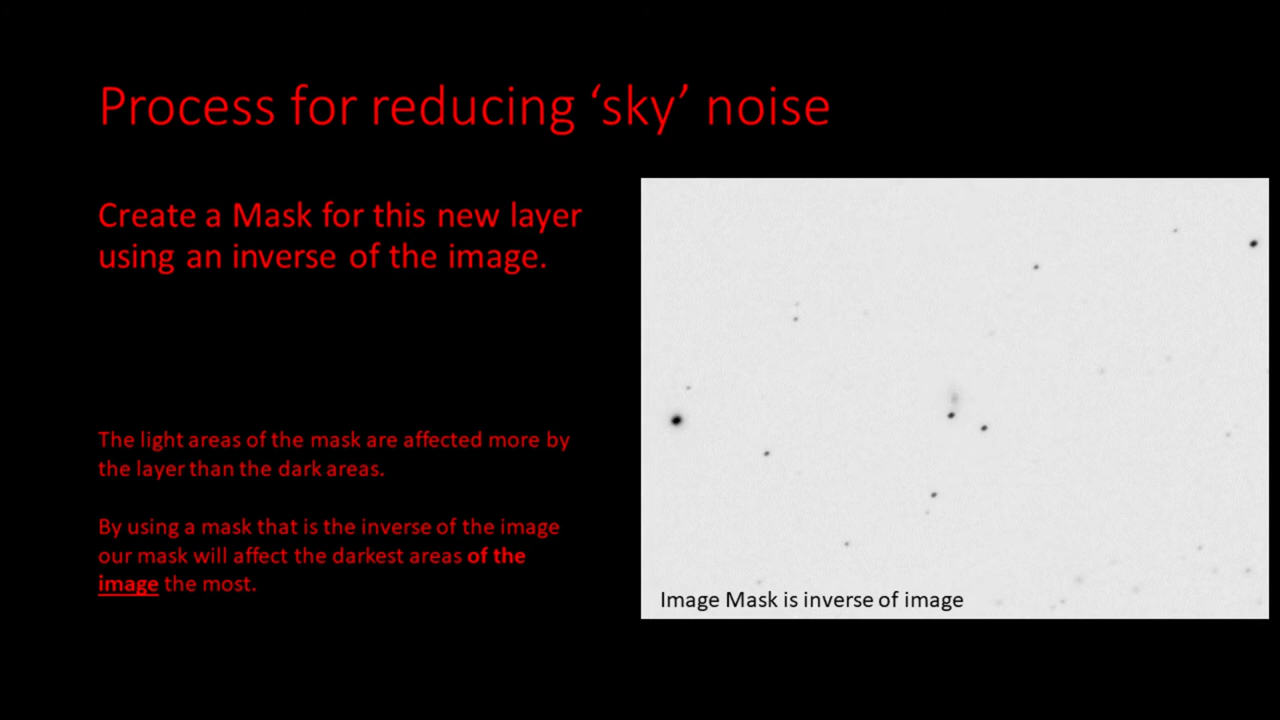 Process for reducing ‘sky’ noise
Create a Mask for this new layer
using an inverse of the image.
The light areas of the mask are affected more by
the layer than the dark areas.
By using a mask that is the inverse of the image
our mask will affect the darkest areas of the
image the most.
Image Mask is inverse of image